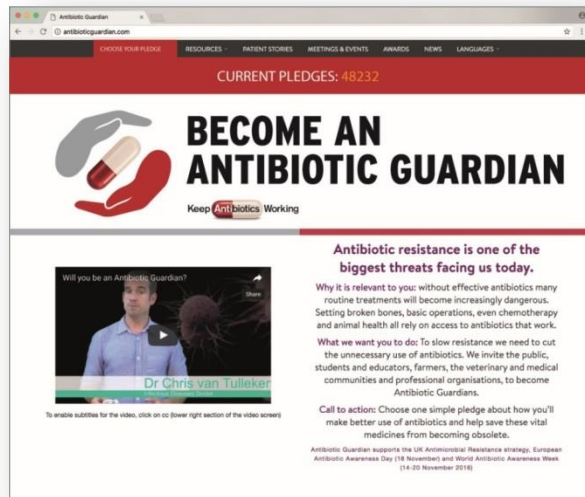 Antibiotic Guardian
antibioticguardian.com
CHOOSE YOUR PLEDGE RESOURCES PATIENT STORIES MEETINGS & EVENTS AWARDS NEWS LANGUAGES
CURRENT PLEDGES: 48232
BECOME AN
ANTIBIOTIC GUARDIAN
Keep Antibiotics Working
Will you be an Antibiotic Guardian?
Share
Dr Chris van Tulleken
To enable subtitles for the video, click on cc (lower right section of the video screen)
Antibiotic resistance is one of the
biggest threats facing us today.
Why it is relevant to you: without effective antibiotics many
routine treatments will become increasingly dangerous.
Setting broken bones, basic operations, even chemotherapy
and animal health all rely on access to antibiotics that work.
What we want you to do: To slow resistance we need to cut
the unnecessary use of antibiotics. We invite the public,
students and educators, farmers, the veterinary and medical
communities and professional organisations, to become
Antibiotic Guardians.
Call to action: Choose one simple pledge about how you'll
make better use of antibiotics and help save these vital
medicines from becoming obsolete.
Antibiotic Guardian supports the UK Antimicrobial Resistance strategy, European
Antibiotic Awareness Day (18 November) and World Antibiotic Awareness Week
(14-20 November 2016)